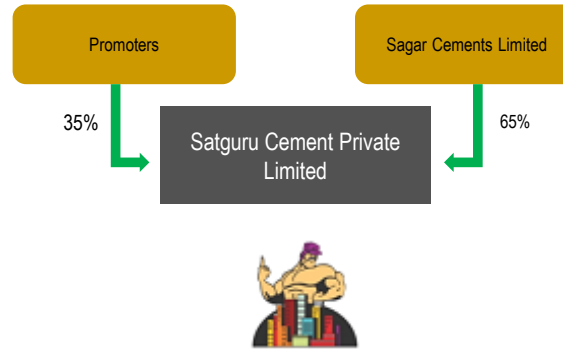 Promoters
Sagar Cements Limited
35%
65%
Satguru Cement Private
Limited